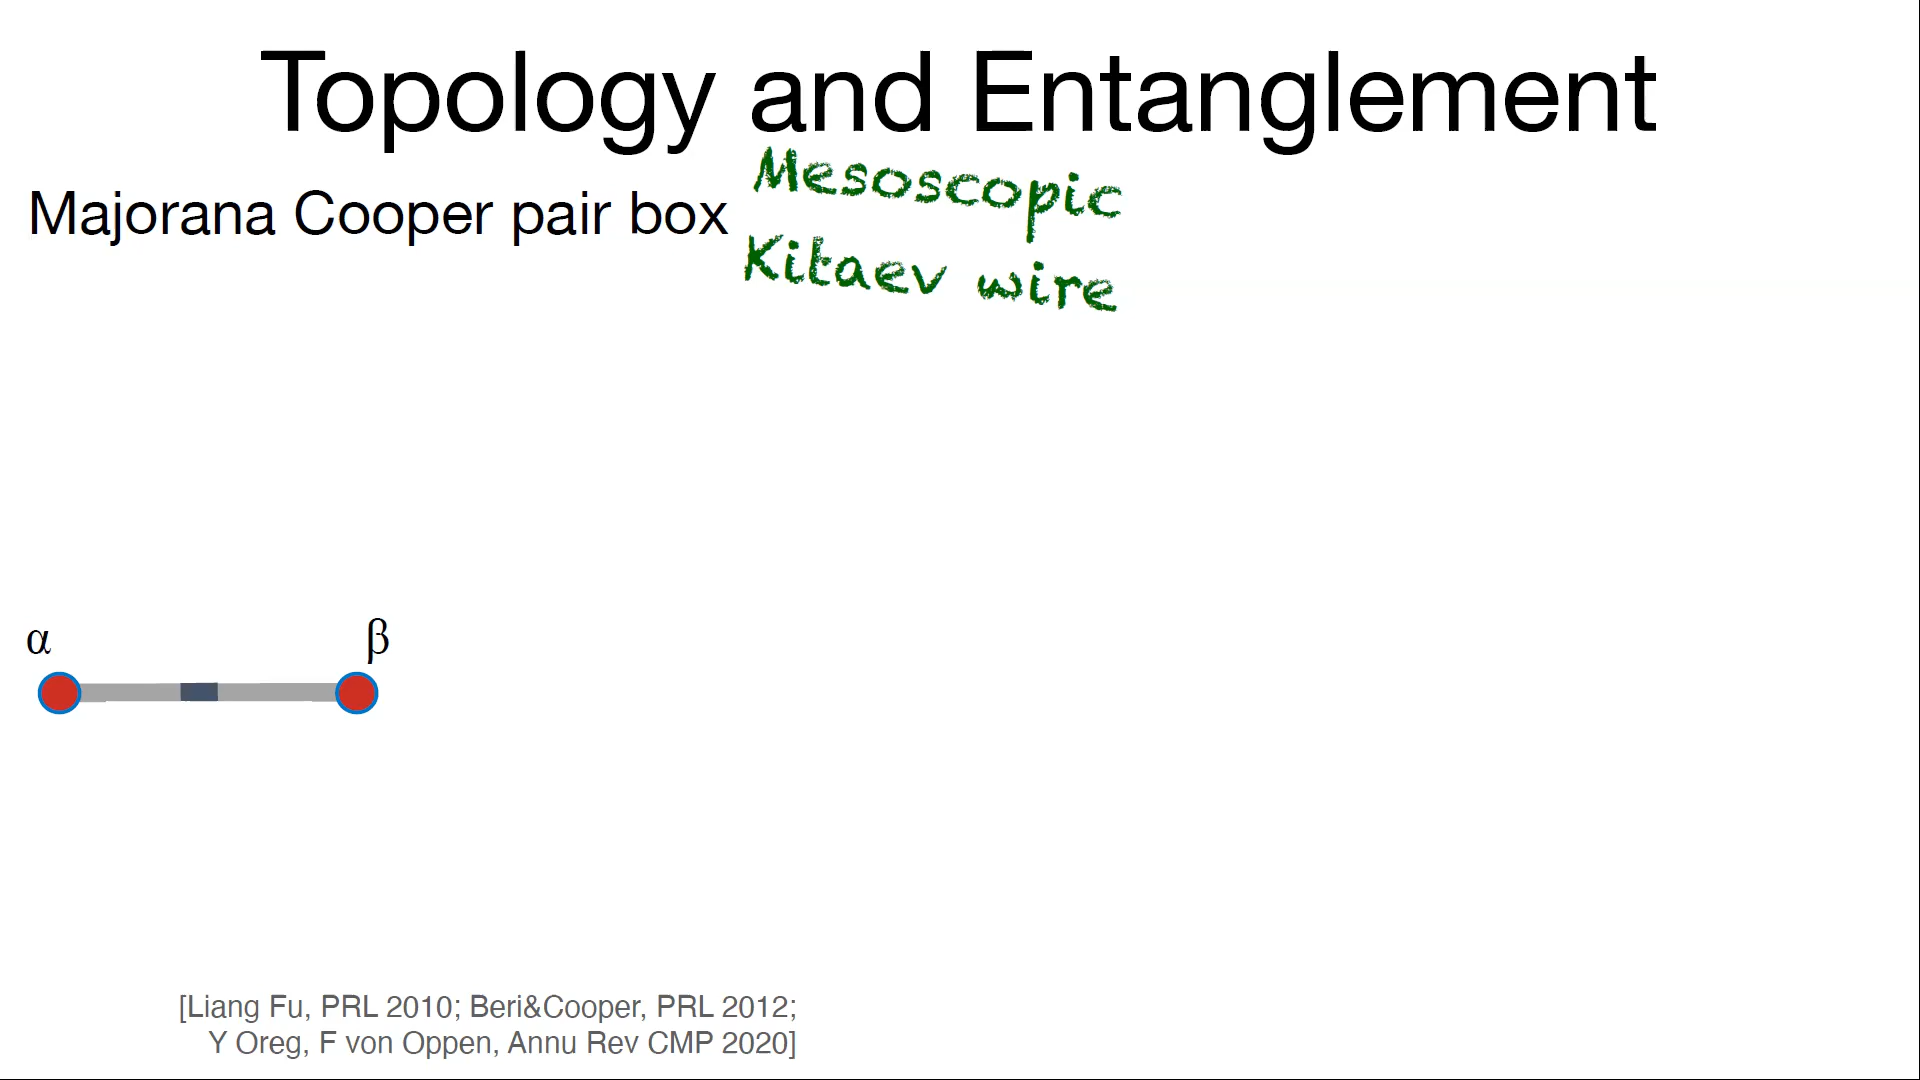 Topology and Entanglement
Majorana Cooper pair box
Mesoscopic
Kitaev wire
α
β
[Liang Fu, PRL 2010; Beri&Cooper, PRL 2012;
Y Oreg, F von Oppen, Annu Rev CMP 2020]